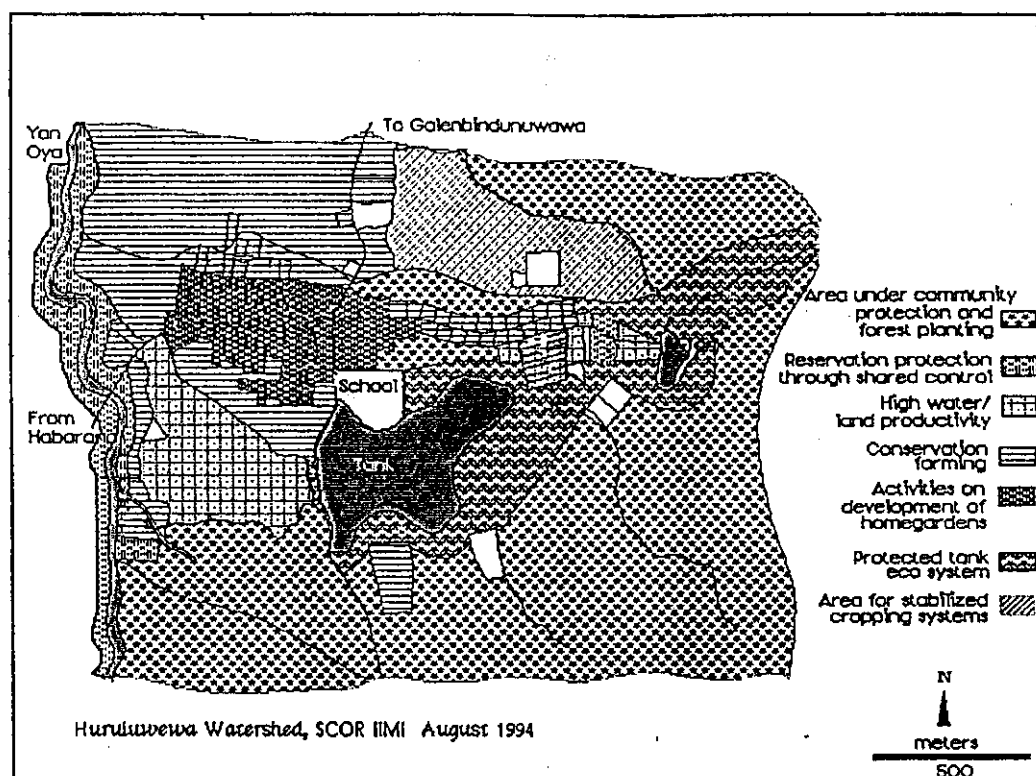 Yan
Oya
To Galenbindunuwawa
School
Tank
From
Habarana
Area under community
protection and
forest planting
Reservation protection
through shared control
High water/
land productivity
Conservation
farming
Activities on
development of
homegardens
Protected tank
eco system
Area for stabilized
cropping systems
N
meters
500
Huruluwewa Watershed, SCOR IIMI August 1994